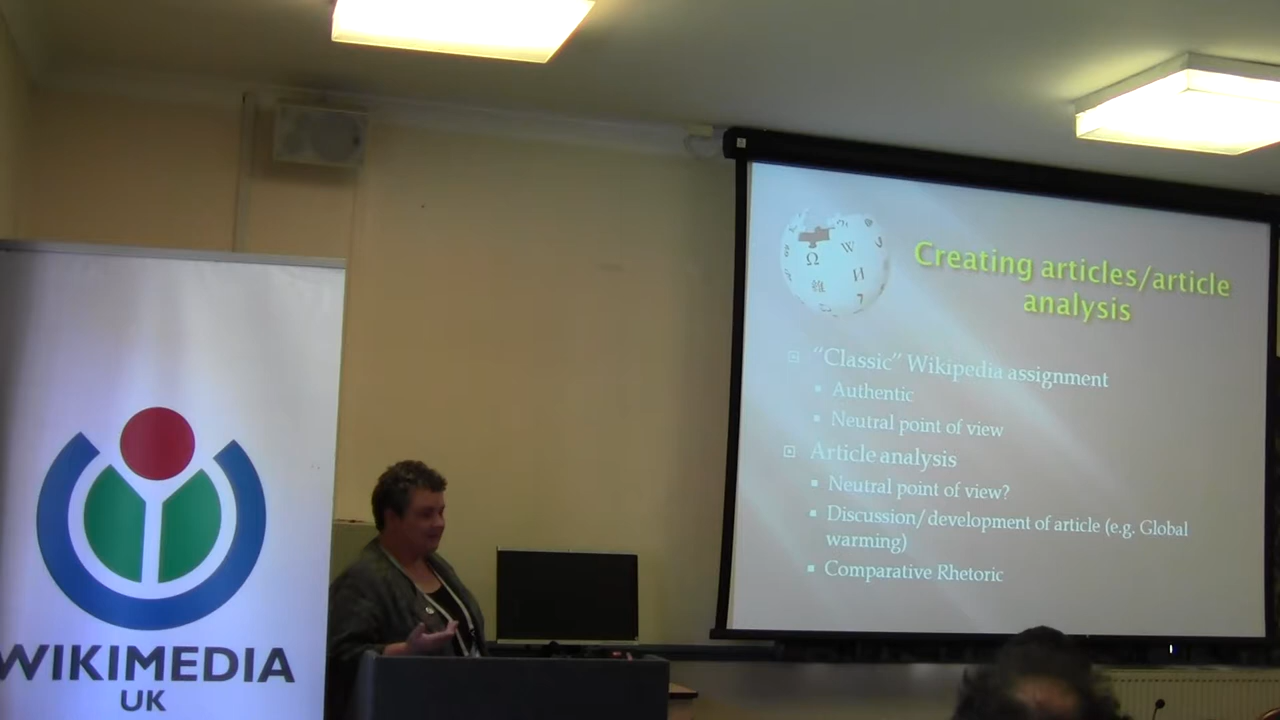 WIKIMEDIA
UK
Creating articles/article
analysis
“Classic” Wikipedia assignment
Authentic
Neutral point of view
Article analysis
Neutral point of view?
Discussion/development of article (e.g. Global
warming)
Comparative Rhetoric